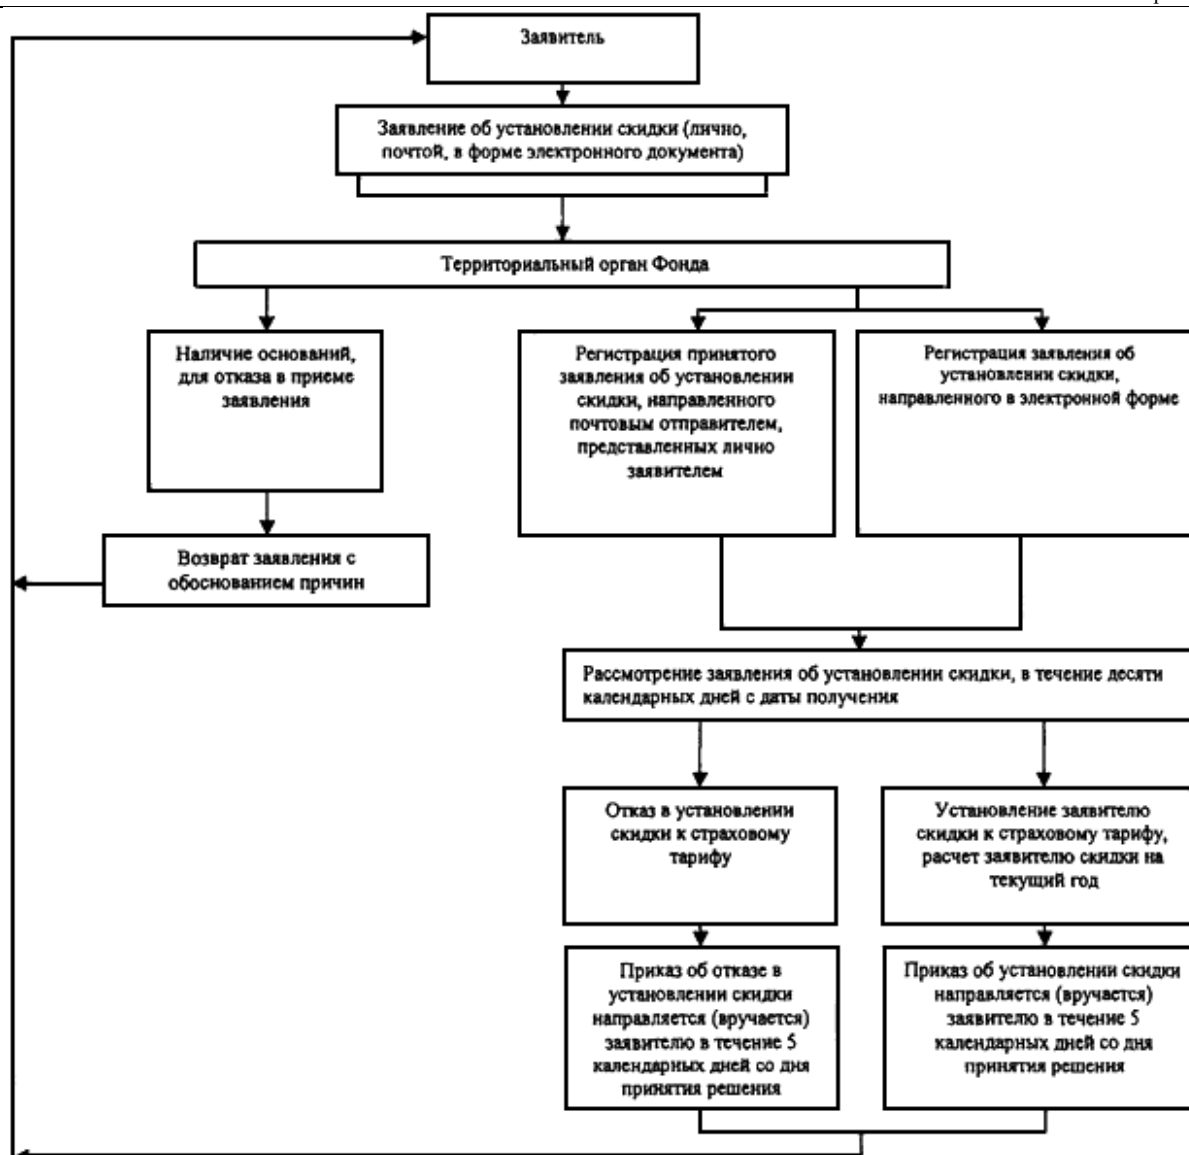 Заявитель
Заявление об установлении скидки (лично,
почтой, в форме электронного документа)
Территориальный орган Фонда
Наличие оснований,
для отказа в приеме
заявления
Регистрация принятого
заявления об установлении
скидки, направленного
почтовым отправителем,
представленных лично
заявителем
Регистрация заявления об
установлении скидки,
направленного в электронной форме
Возврат заявления с
обоснованием причин
Рассмотрение заявления об установлении скидки, в течение десяти
календарных дней с даты получения
Отказ в установлении
скидки к страховому
тарифу
Установление заявителю
скидки к страховому тарифу,
расчет заявителю скидки на
текущий год
Приказ об отказе в
установлении скидки
направляется (вручается)
заявителю в течение 5
календарных дней со дня
принятия решения
Приказ об установлении скидки
направляется (вручается)
заявителю в течение 5
календарных дней со дня
принятия решения